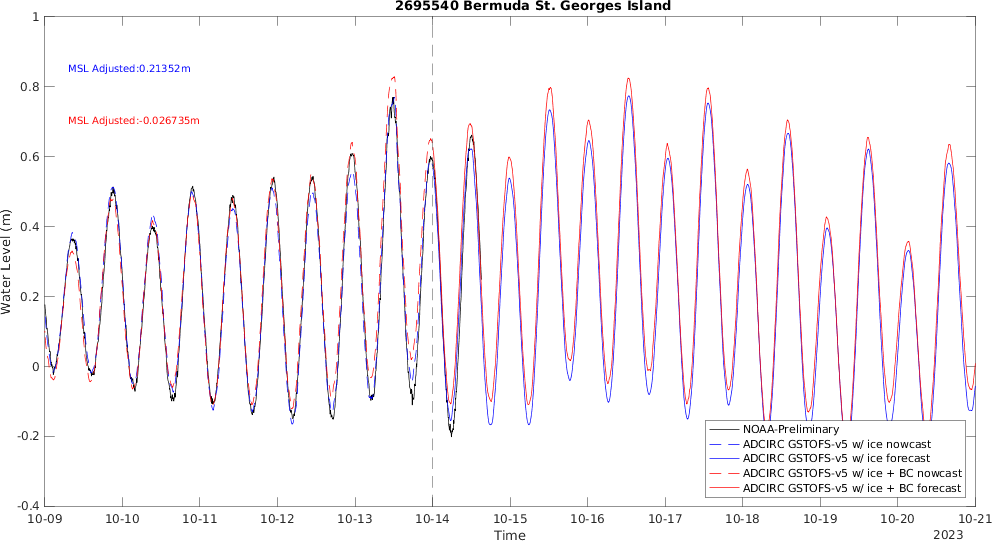 2695540 Bermuda St. Georges Island
MSL Adjusted:0.21352m
MSL Adjusted:-0.026735m
Water Level (m)
1
0.8
0.6
0.4
0.2
0
-0.2
-0.4
NOAA-Preliminary
ADCIRC GSTOFS-v5 w/ ice nowcast
ADCIRC GSTOFS-v5 w/ ice forecast
ADCIRC GSTOFS-v5 w/ ice + BC nowcast
ADCIRC GSTOFS-v5 w/ ice + BC forecast
10-09 10-10 10-11 10-12 10-13 10-14 10-15 10-16 10-17 10-18 10-19 10-20 10-21
Time
2023